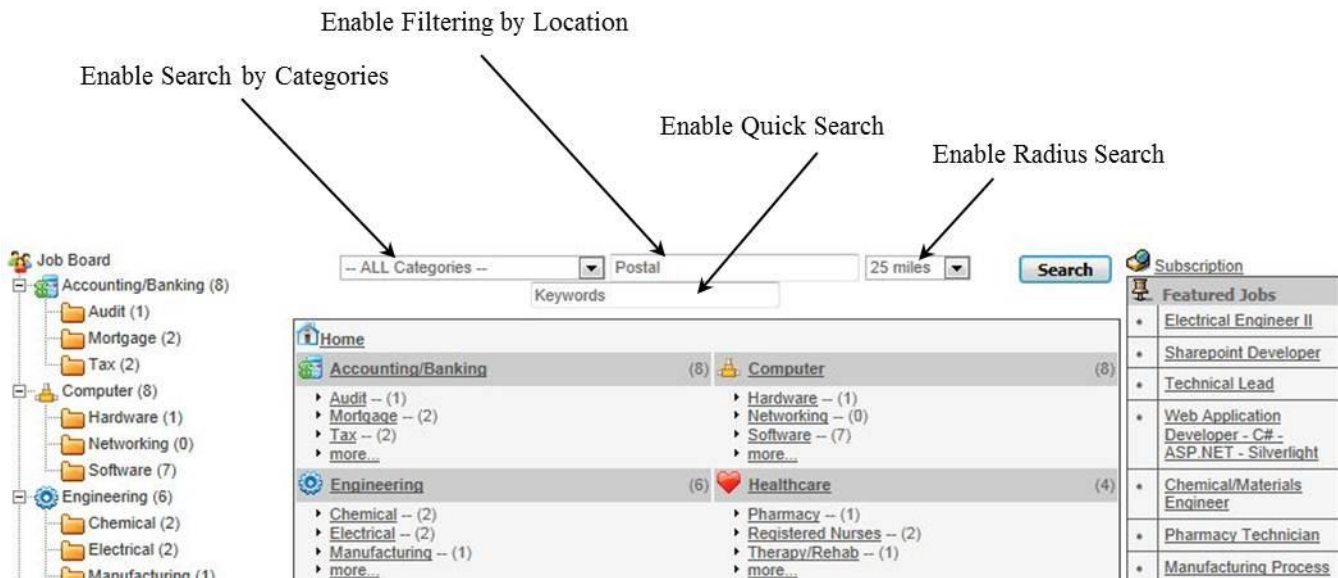 Enable Filtering by Location
Enable Search by Categories
Enable Quick Search
Enable Radius Search
Job Board
Accounting/Banking (8)
Audit (1)
Mortgage (2)
Tax (2)
Computer (8)
Hardware (1)
Networking (0)
Software (7)
Engineering (6)
Chemical (2)
Electrical (2)
Manufacturing (1)
-- ALL Categories --
Postal
25 miles
Search
Keywords
Home
Accounting/Banking (8)
Audit -- (1)
Mortgage -- (2)
Tax -- (2)
more...
Computer (8)
Hardware -- (1)
Networking -- (0)
Software -- (7)
more...
Engineering (6)
Chemical -- (2)
Electrical -- (2)
Manufacturing -- (1)
more...
Healthcare (4)
Pharmacy -- (1)
Registered Nurses -- (2)
Therapy/Rehab -- (1)
more...
Subscription
Featured Jobs
Electrical Engineer II
Sharepoint Developer
Technical Lead
Web Application
Developer - C# -
ASP.NET - Silverlight
Chemical/Materials
Engineer
Pharmacy Technician
Manufacturing Process